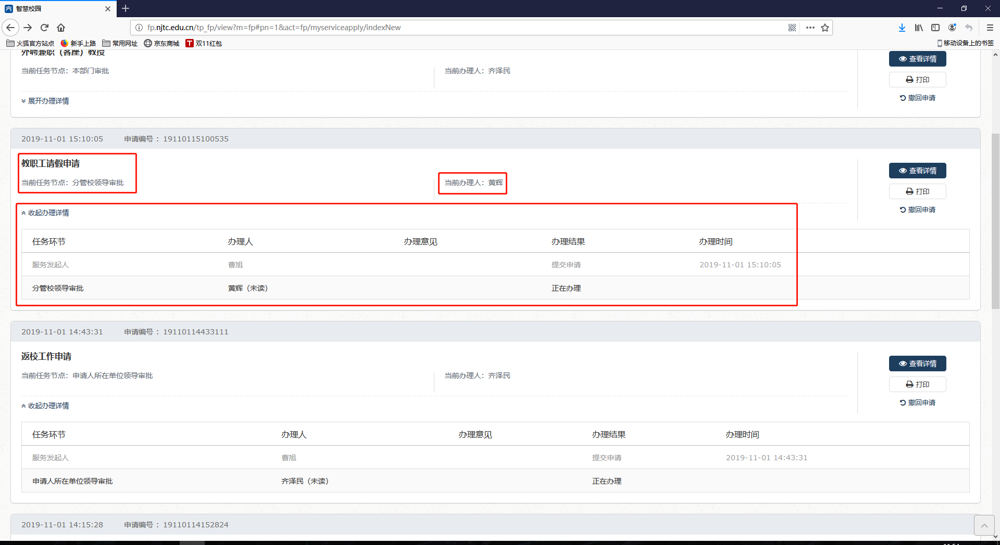 智慧校园
fp.njtc.edu.cn/tp_fp/view?m=fp#pn=1&act=fp/myserviceapply/indexNew
火狐官方站点 新手上路 常用网址 京东商城 双11红包 移动设备上的书签
外聘兼职（客座）教授
查看详情
当前任务节点：本部门审批 当前办理人：齐泽民
打印
撤回申请
展开办理详情
2019-11-01 15:10:05 申请编号： 19110115100535
教职工请假申请
查看详情
当前任务节点：分管校领导审批 当前办理人：黄辉
打印
撤回申请
收起办理详情
任务环节 办理人 办理意见 办理结果 办理时间
服务发起人 曹旭 提交申请 2019-11-01 15:10:05
分管校领导审批 黄辉（未读） 正在办理
2019-11-01 14:43:31 申请编号： 19110114433111
返校工作申请
查看详情
当前任务节点：申请人所在单位领导审批 当前办理人：齐泽民
打印
撤回申请
收起办理详情
任务环节 办理人 办理意见 办理结果 办理时间
服务发起人 曹旭 提交申请 2019-11-01 14:43:31
申请人所在单位领导审批 齐泽民（未读） 正在办理
2019-11-01 14:15:28 申请编号： 19110114152824